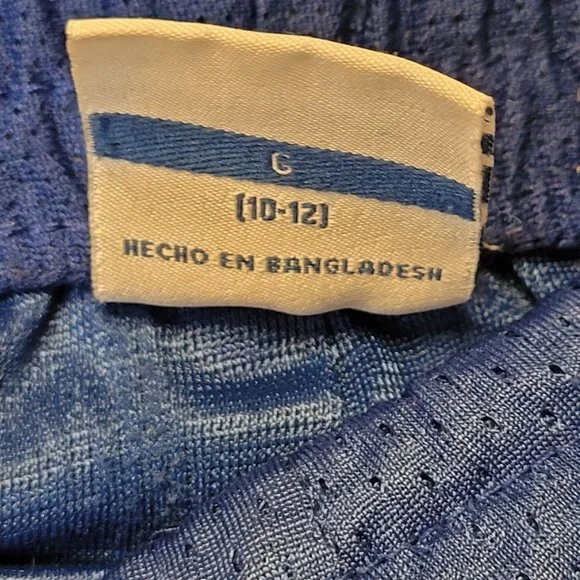 G
(10-12)
HECHO EN BANGLADESH